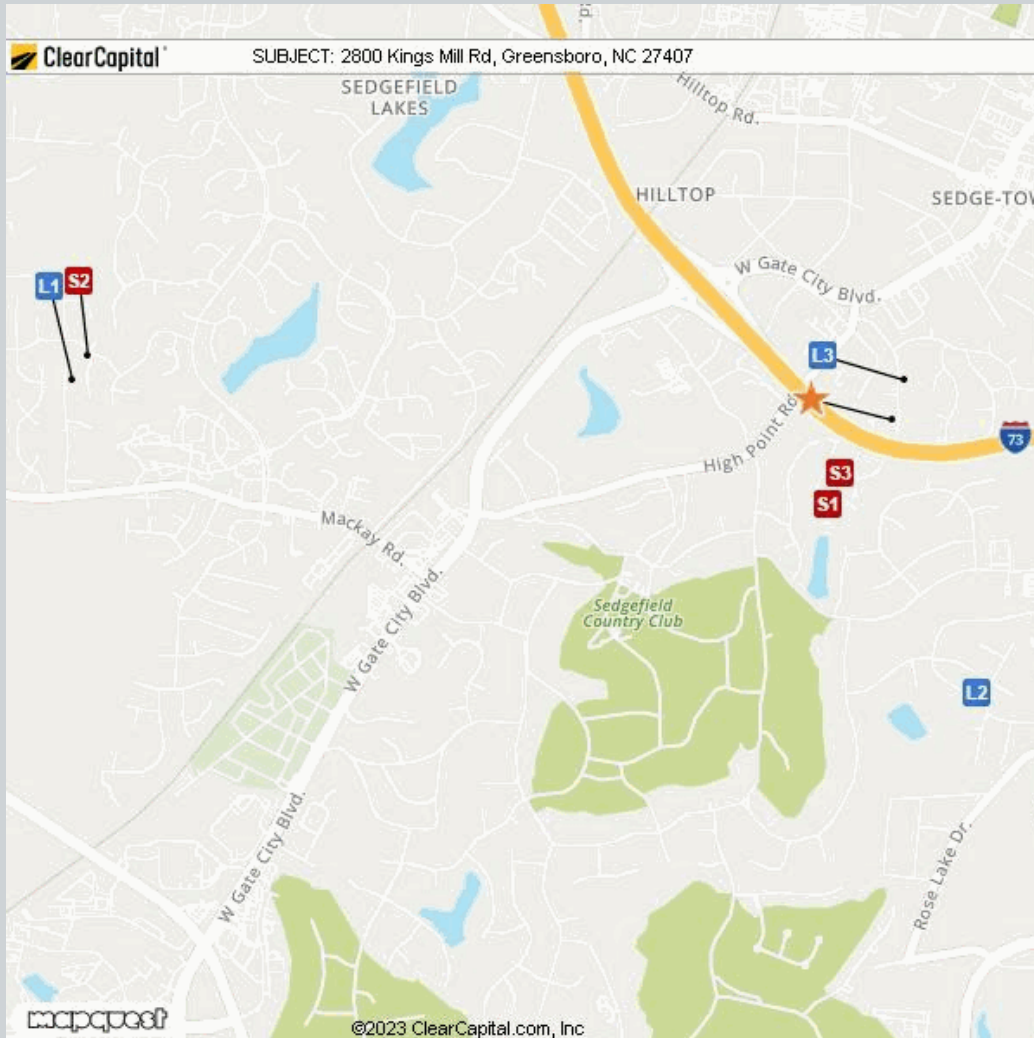 ClearCapital
SUBJECT: 2800 Kings Mill Rd, Greensboro, NC 27407
SEDGEFIELD
LAKES
Hilltop Rd.
HILLTOP
SEDGE-TOW
W Gate City Blvd.
L1
S2
L3
High Point Rd.
73
S3
S1
Mackay Rd.
W Gate City Blvd.
Sedgefield
Country Club
L2
W Gate City Blvd.
Rose Lake Dr.
mapquest
©2023 ClearCapital.com, Inc